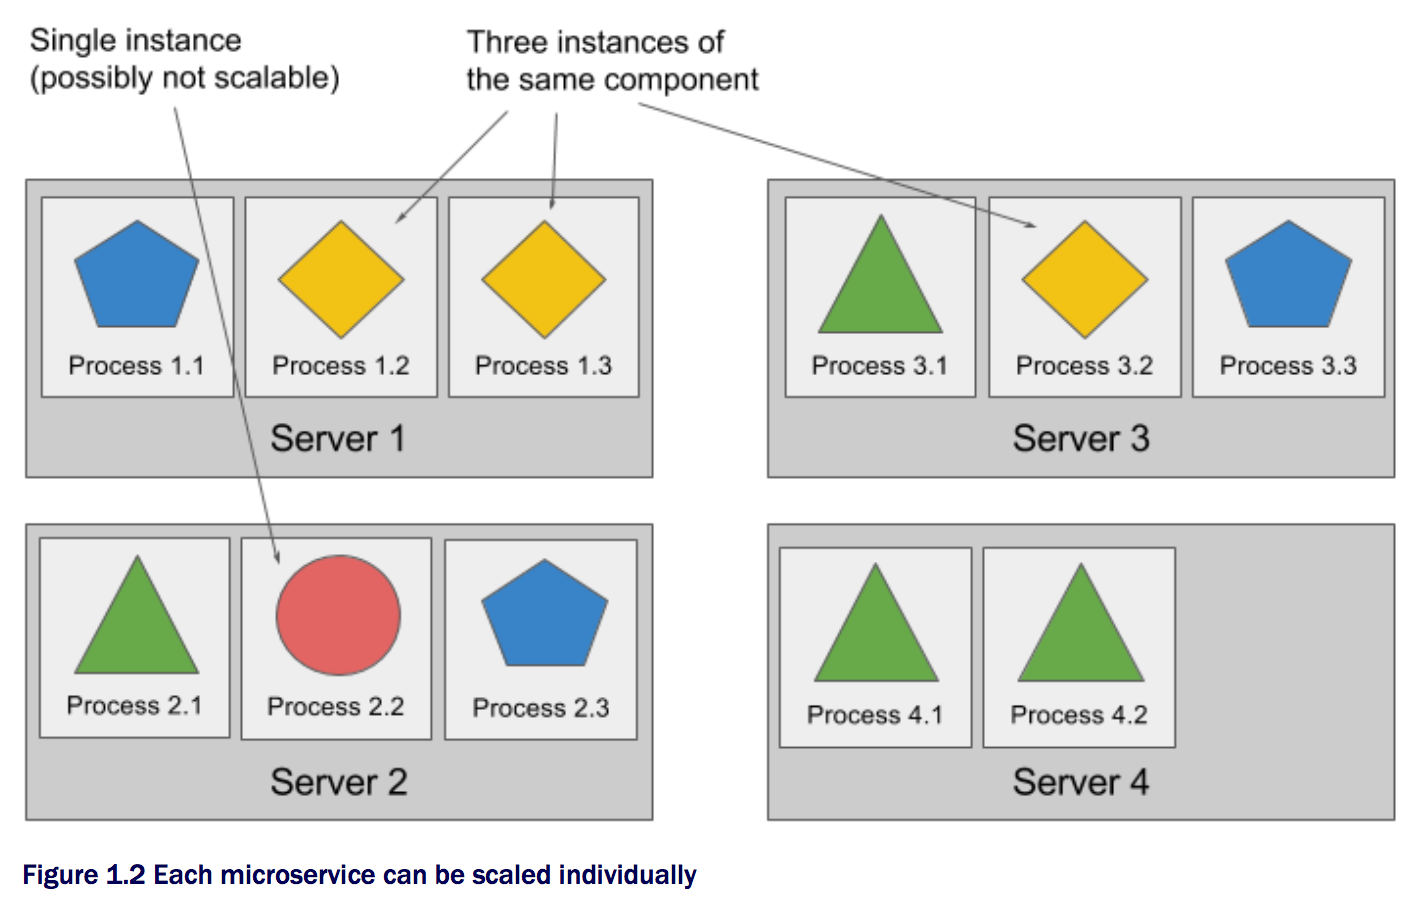 Single instance
(possibly not scalable)
Three instances of
the same component
Process 1.1
Process 1.2
Process 1.3
Server 1
Process 3.1
Process 3.2
Process 3.3
Server 3
Process 2.1
Process 2.2
Process 2.3
Server 2
Process 4.1
Process 4.2
Server 4
Figure 1.2 Each microservice can be scaled individually